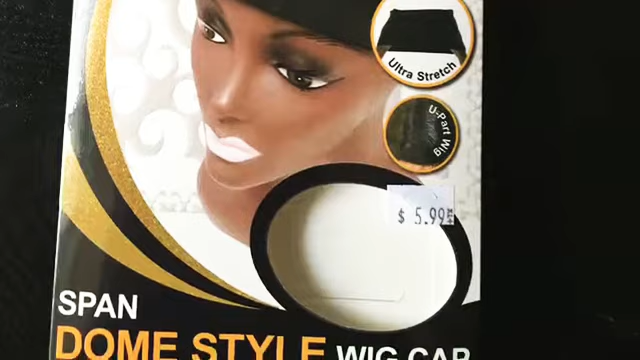 Ultra Stretch
U-Part Wig
$ 5.99
SPAN
DOME STYLE WIG CAP